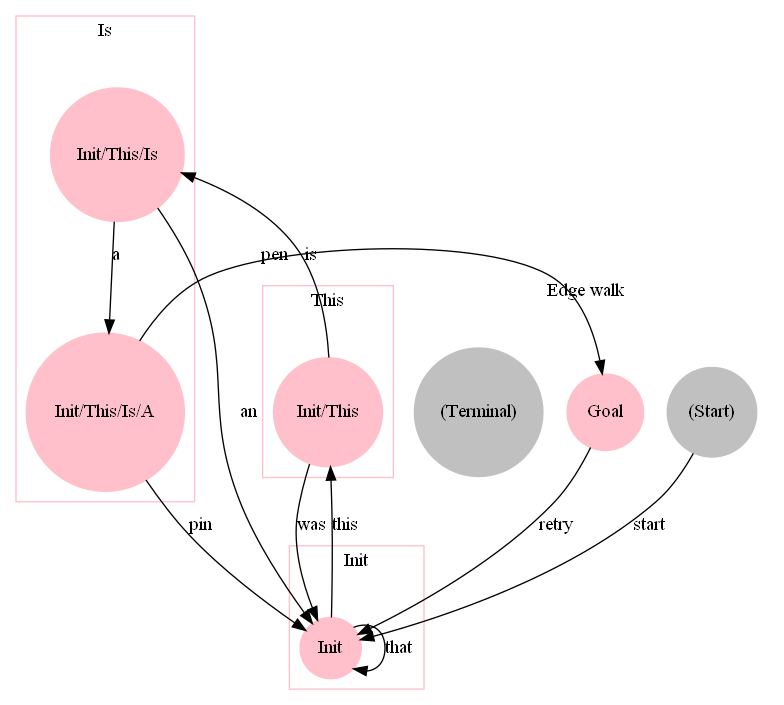 Is
Init/This/Is
a
pen
is
Edge walk
This
Init/This/Is/A
an
Init/This
(Terminal)
Goal
(Start)
pin
was
this
retry
start
Init
Init
that